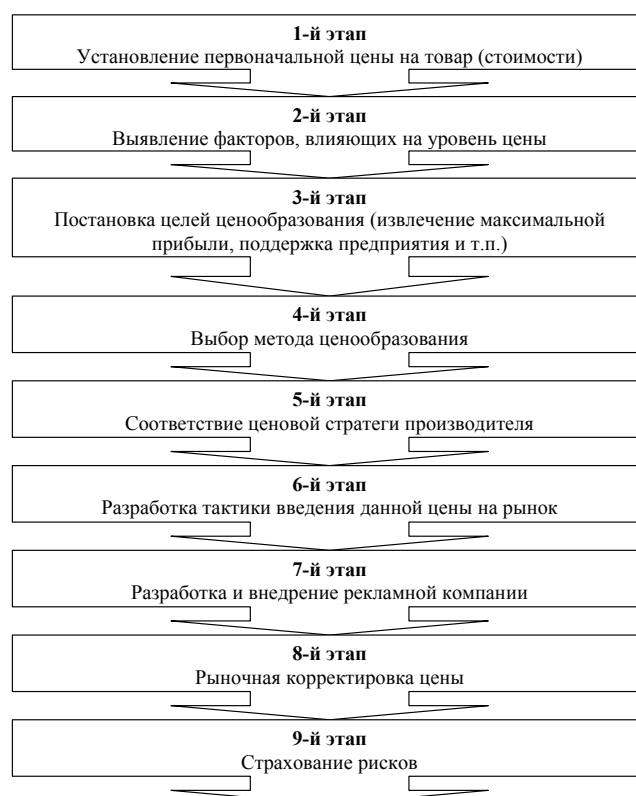 1-й этап
Установление первоначальной цены на товар (стоимости)
2-й этап
Выявление факторов, влияющих на уровень цены
3-й этап
Постановка целей ценообразования (извлечение максимальной
прибыли, поддержка предприятия и т.п.)
4-й этап
Выбор метода ценообразования
5-й этап
Соответствие ценовой стратеги производителя
6-й этап
Разработка тактики введения данной цены на рынок
7-й этап
Разработка и внедрение рекламной компании
8-й этап
Рыночная корректировка цены
9-й этап
Страхование рисков